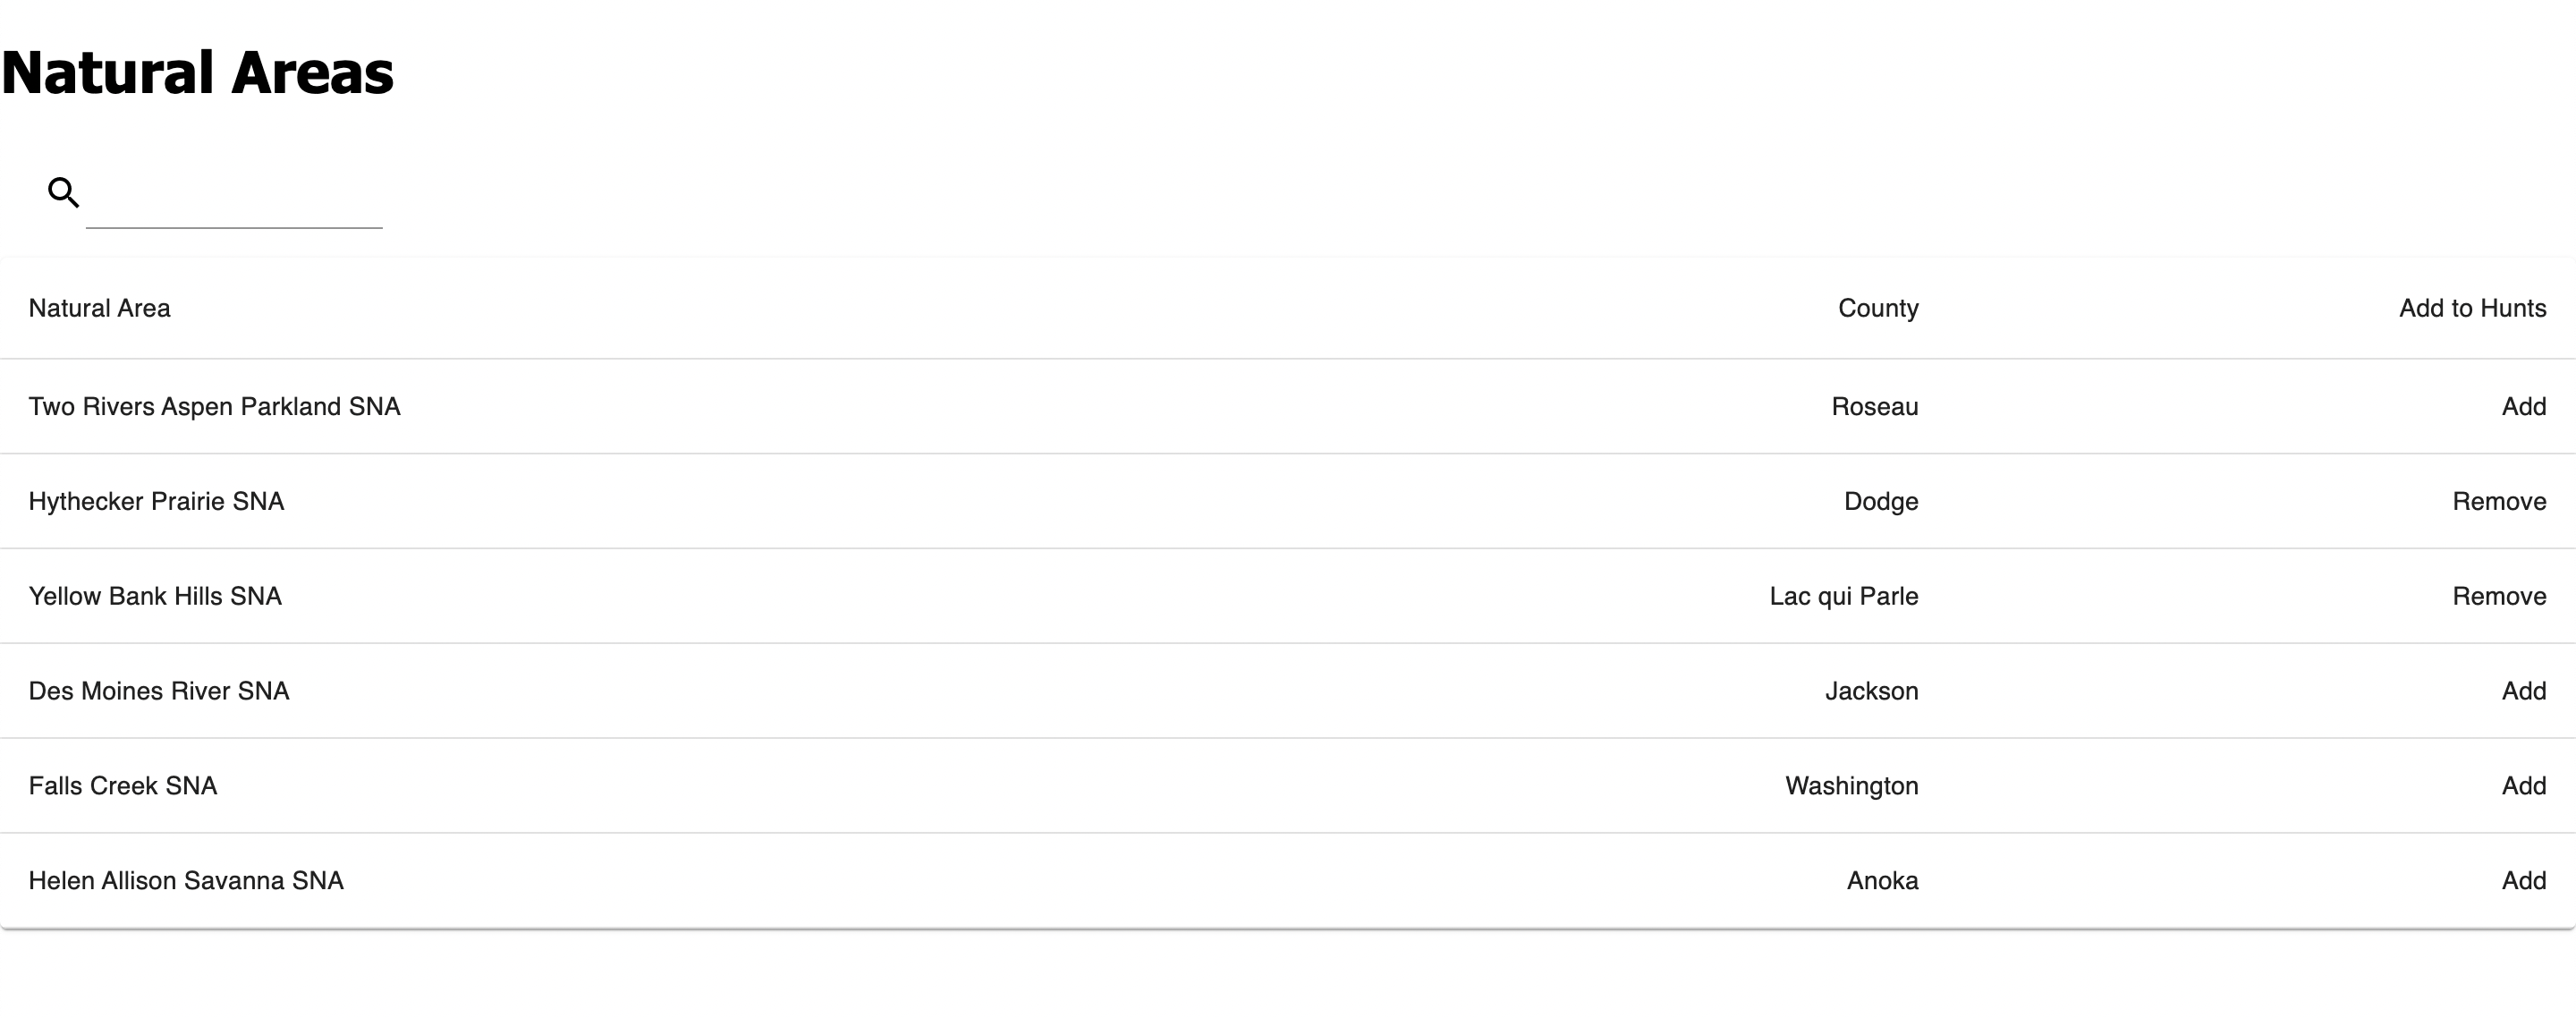 Natural Areas
Natural Area County Add to Hunts
Two Rivers Aspen Parkland SNA Roseau Add
Hythecker Prairie SNA Dodge Remove
Yellow Bank Hills SNA Lac qui Parle Remove
Des Moines River SNA Jackson Add
Falls Creek SNA Washington Add
Helen Allison Savanna SNA Anoka Add